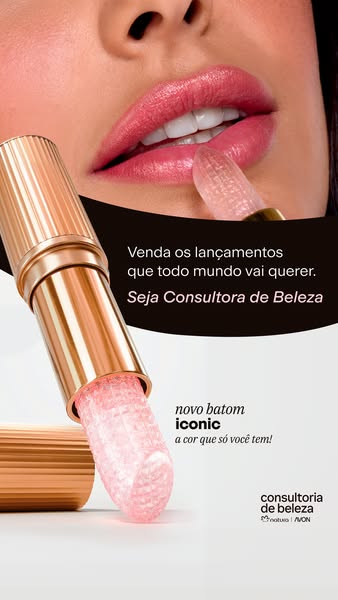 Venda os lançamentos
que todo mundo vai querer.
Seja Consultora de Beleza
novo batom
iconic
a cor que só você tem!
consultoria
de beleza
natura | AVON